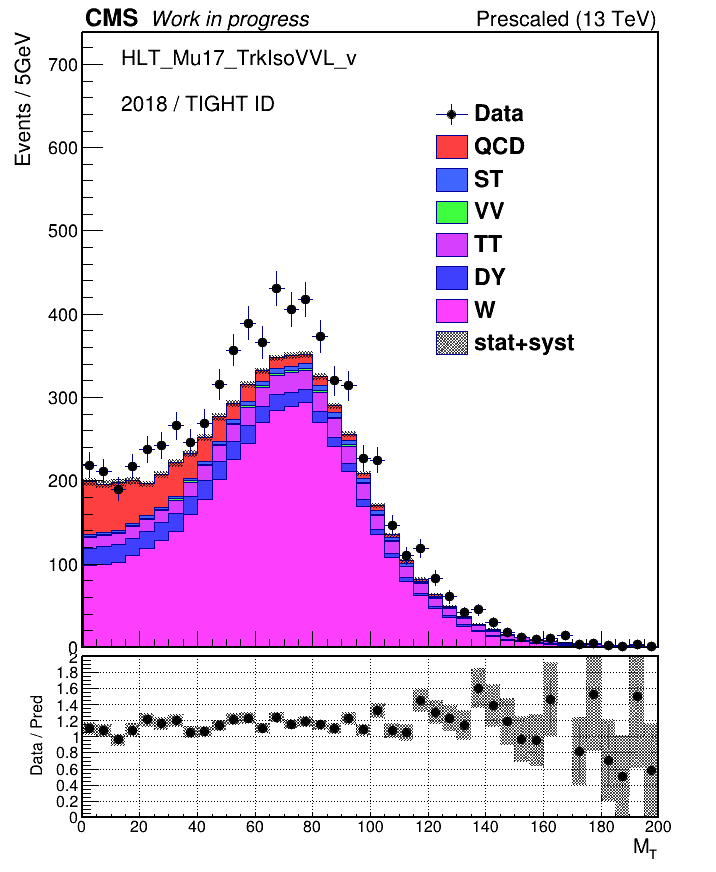 CMS Work in progress
Prescaled (13 TeV)
Events / 5GeV
HLT_Mu17_TrkIsoVVL_v
2018 / TIGHT ID
Data
QCD
ST
VV
TT
DY
W
stat+syst
700
600
500
400
300
200
100
0
Data / Pred
2
1.8
1.6
1.4
1.2
1
0.8
0.6
0.4
0.2
0
0 20 40 60 80 100 120 140 160 180 200
M_T